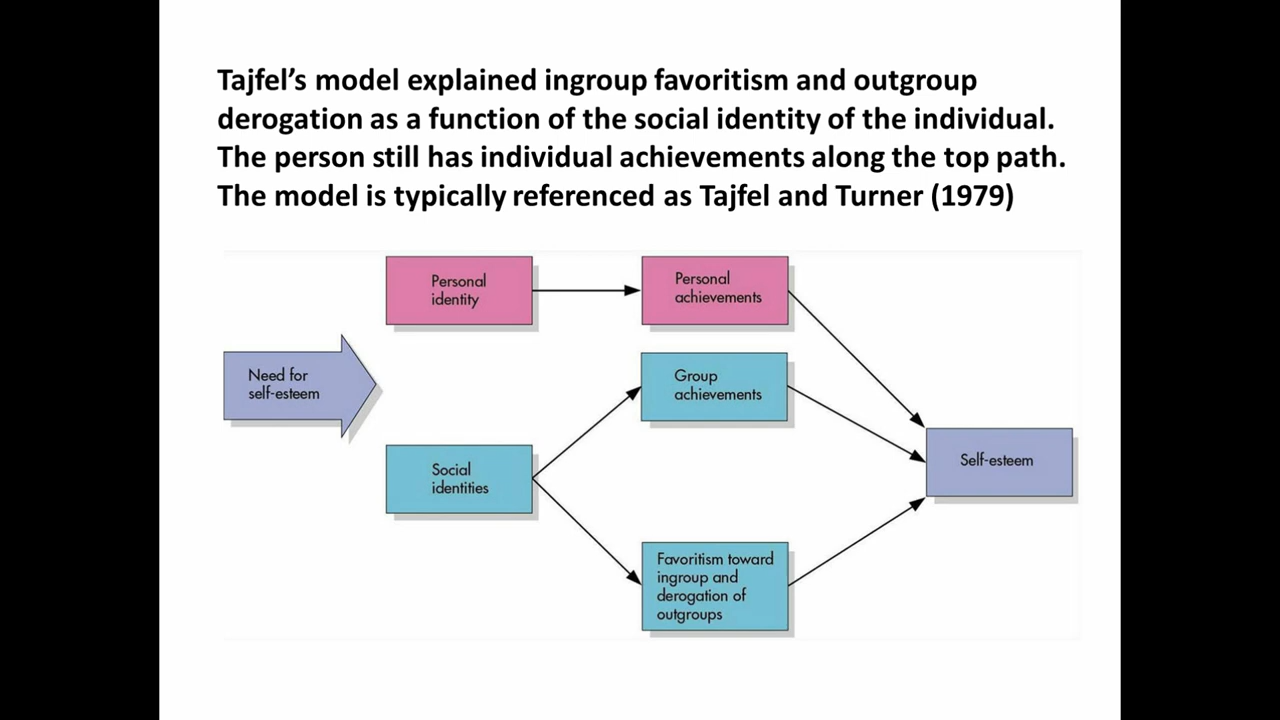 Tajfel’s model explained ingroup favoritism and outgroup
derogation as a function of the social identity of the individual.
The person still has individual achievements along the top path.
The model is typically referenced as Tajfel and Turner (1979)
Personal
identity
Personal
achievements
Need for
self-esteem
Group
achievements
Social
identities
Self-esteem
Favoritism toward
ingroup and
derogation of
outgroups